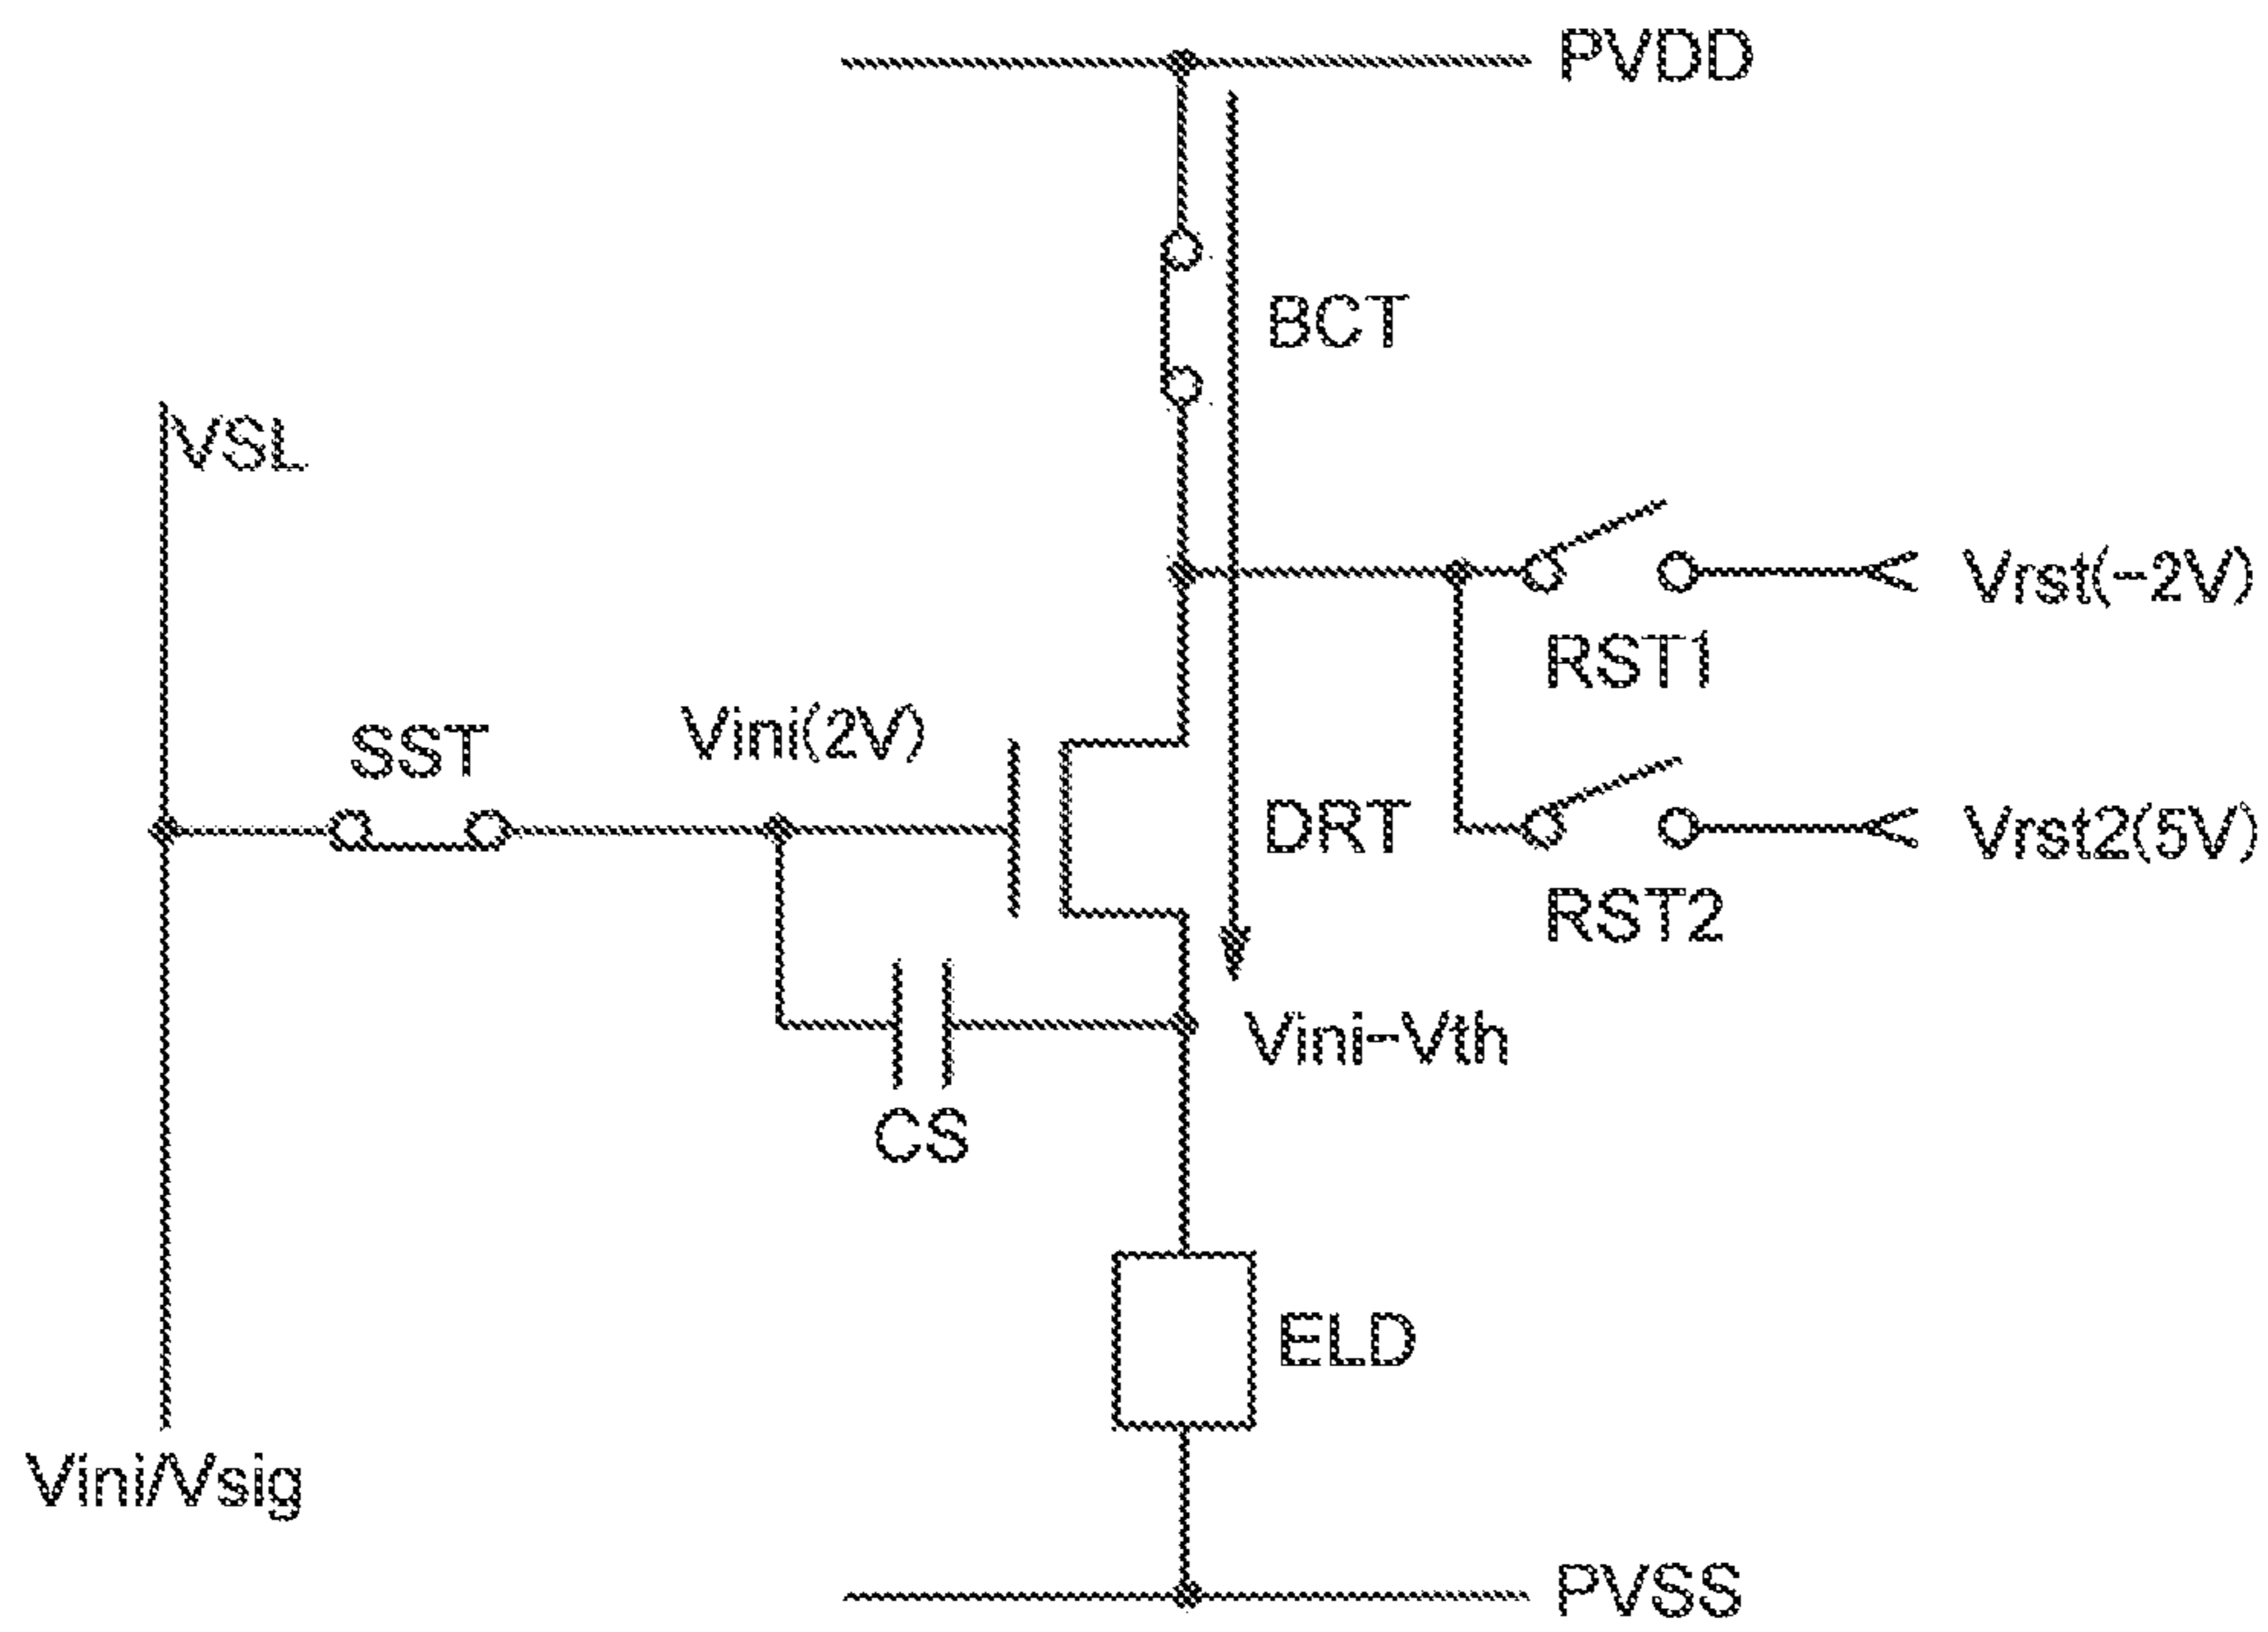 PVDD
BCT
VSL
Vrst(-2V)
RST1
SST
Vini(2V)
DRT
Vrst2(5V)
RST2
Vini-Vth
CS
ELD
Vini/Vsig
PVSS